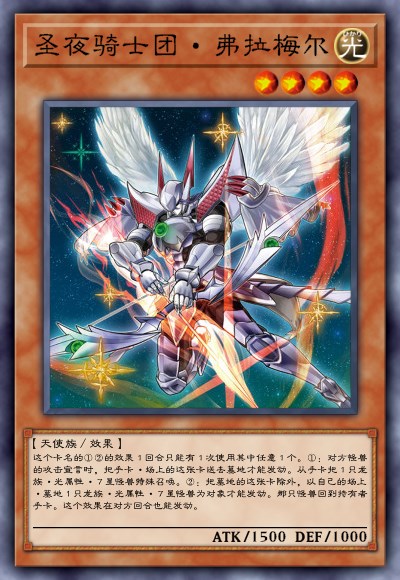 圣夜骑士团・弗拉梅尔
光
【天使族／效果】
这个卡名的①②的效果1回合只能有1次使用其中任意1个。①：对方怪兽
的攻击宣言时，把手卡・场上的这张卡送去墓地才能发动。从手卡把1只龙
族・光属性・7星怪兽特殊召唤。②：把墓地的这张卡除外，以自己的场上
・墓地1只龙族・光属性・7星怪兽为对象才能发动。那只怪兽回到持有者
手卡。这个效果在对方回合也能发动。
ATK/1500 DEF/1000